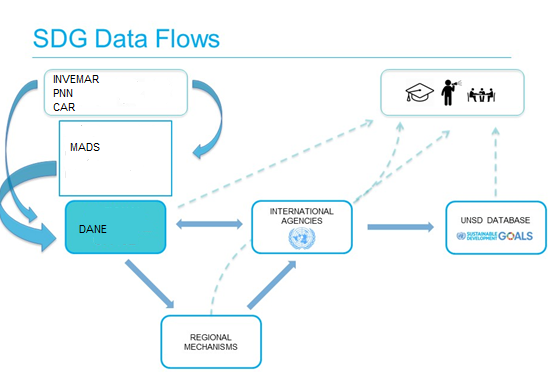 SDG Data Flows
INVEMAR
PNN
CAR
MADS
DANE
INTERNATIONAL
AGENCIES
UNSD DATABASE
SUSTAINABLE
DEVELOPMENT
GOALS
REGIONAL
MECHANISMS